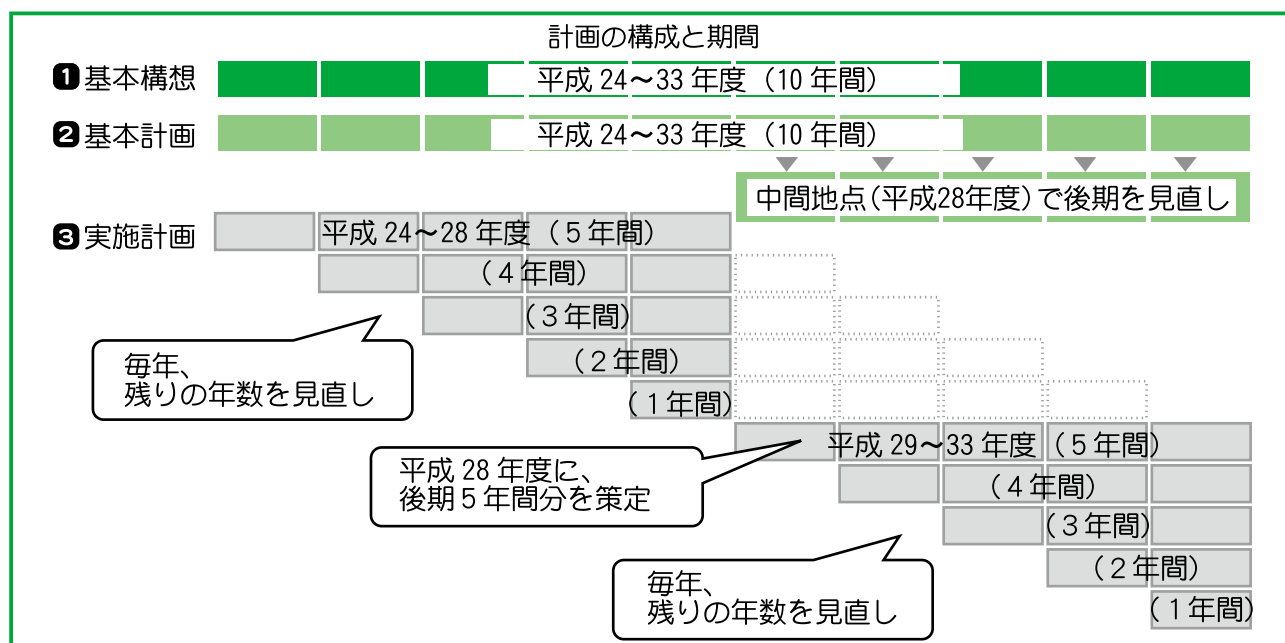 計画の構成と期間
❶基本構想
平成 24～33 年度（10 年間）
❷基本計画
平成 24～33 年度（10 年間）
中間地点（平成28年度）で後期を見直し
❸実施計画
平成 24～28 年度（５年間）
（４年間）
（３年間）
（２年間）
（１年間）
毎年、
残りの年数を見直し
平成 29～33 年度（５年間）
平成 28 年度に、
後期５年間分を策定
（４年間）
（３年間）
（２年間）
（１年間）
毎年、
残りの年数を見直し